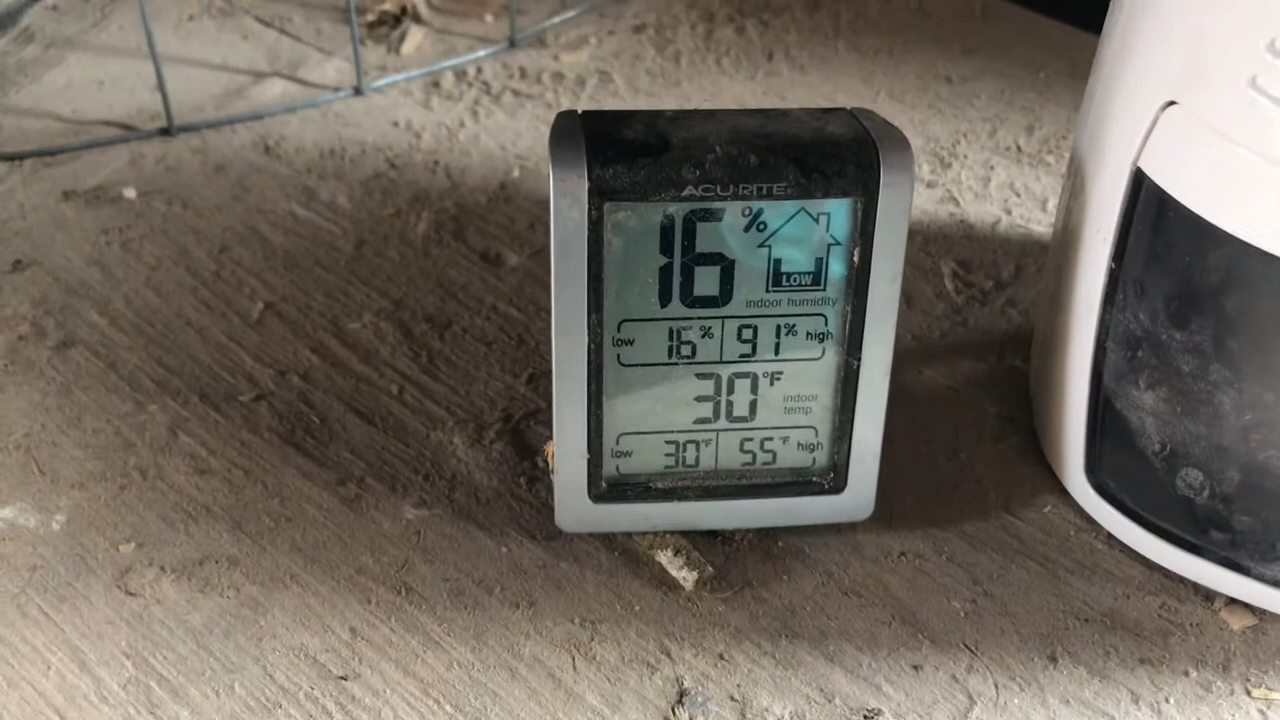 ACU·RITE
16 %
LOW
indoor humidity
low 16% 91% high
30 °F
indoor
temp.
low 30°F 55°F high